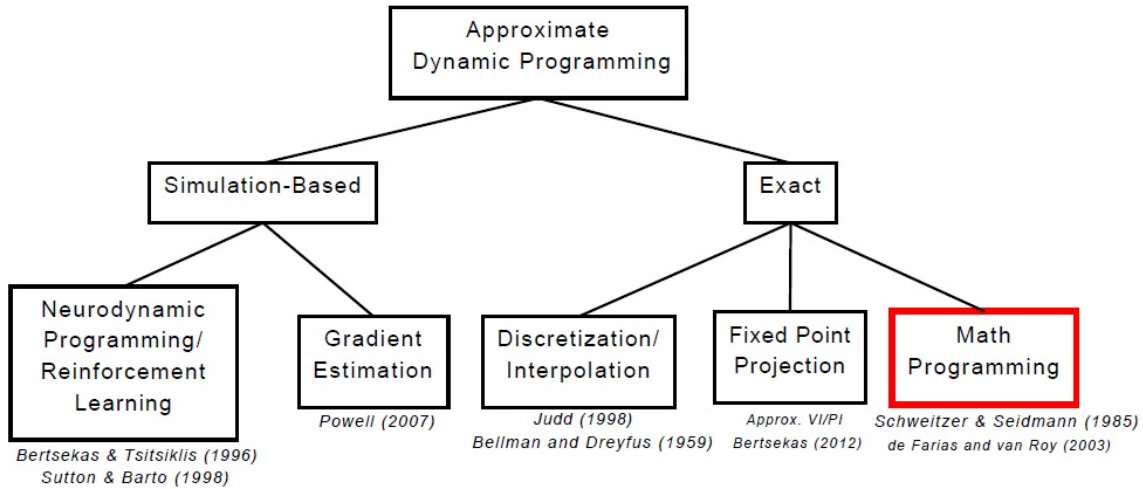 Approximate
Dynamic Programming
Simulation-Based
Exact
Neurodynamic
Programming/
Reinforcement
Learning
Bertsekas & Tsitsiklis (1996)
Sutton & Barto (1998)
Gradient
Estimation
Powell (2007)
Discretization/
Interpolation
Judd (1998)
Bellman and Dreyfus (1959)
Fixed Point
Projection
Approx. VI/PI
Bertsekas (2012)
Math
Programming
Schweitzer & Seidmann (1985)
de Farias and van Roy (2003)